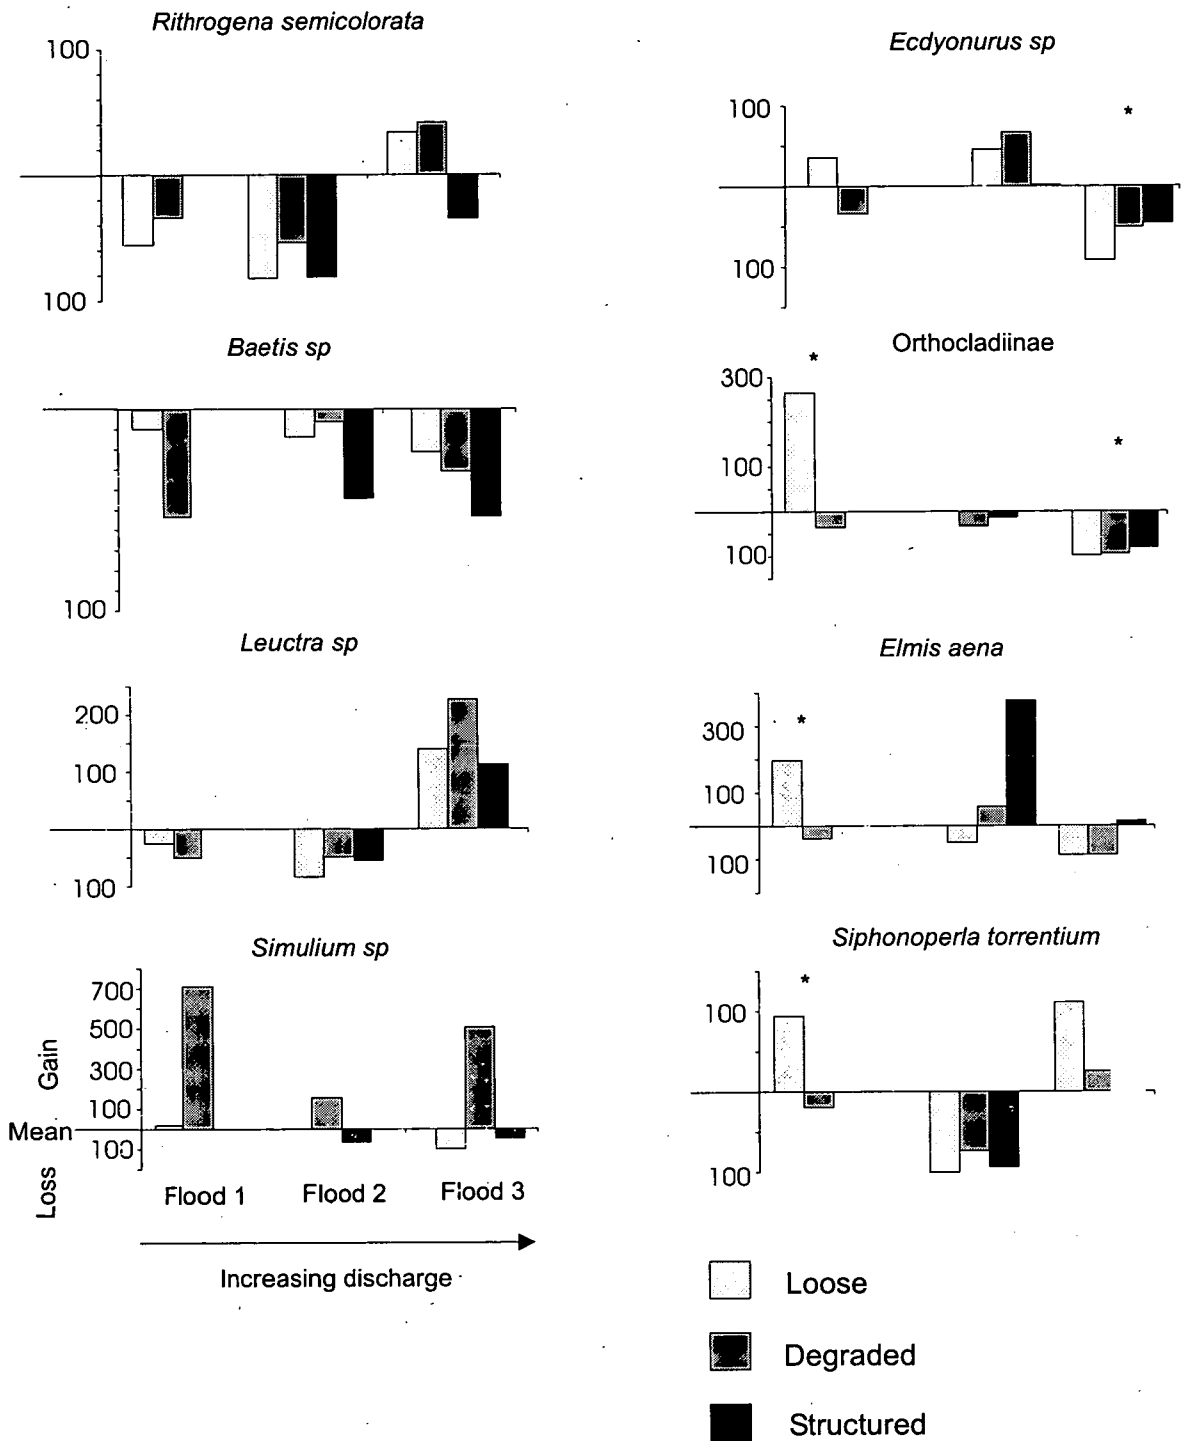 Rithrogena semicolorata
100
100
Baetis sp
100
Leuctra sp
200
100
100
Simulium sp
700
500
300
100
100
Gain
Mean
Loss
Flood 1 Flood 2 Flood 3
Increasing discharge
Ecdyonurus sp
100
*
100
Orthocladiinae
*
300
*
100
100
Elmis aena
*
300
100
100
Siphonoperla torrentium
*
100
100
Loose
Degraded
Structured